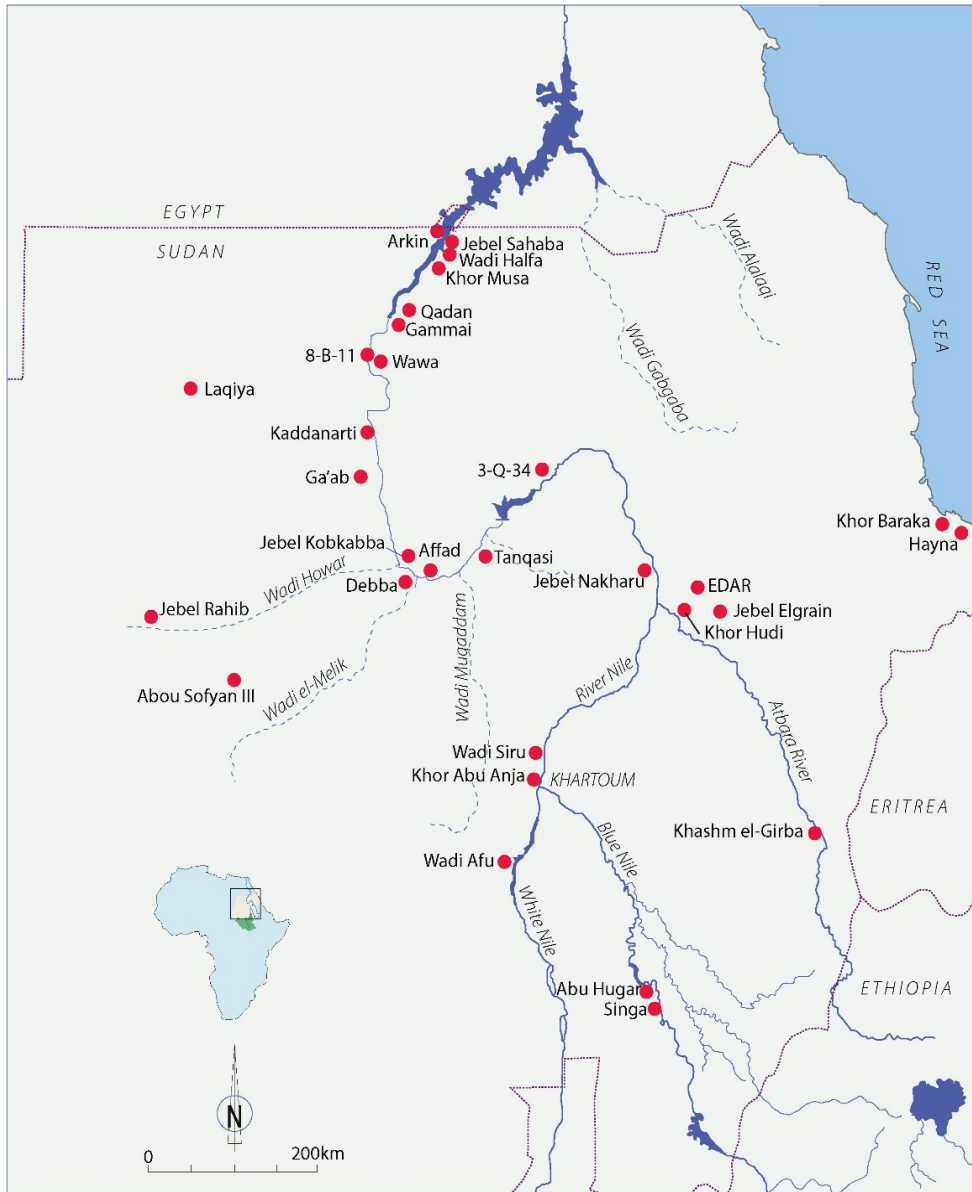 EGYPT
SUDAN
Arkin
Jebel Sahaba
Wadi Halfa
Khor Musa
Wadi Alalaqi
RED SEA
Qadan
Gammai
Wadi Gabgaba
8-B-11
Wawa
Laqiya
Kaddanarti
Ga'ab
3-Q-34
Khor Baraka
Hayna
Jebel Kobkabba
Affad
Tanqasi
Wadi Howar
Debba
Jebel Nakharu
EDAR
Jebel Rahib
Jebel Elgrain
Khor Hudi
Wadi Muqaddam
Abou Sofyan III
Wadi el-Melik
River Nile
Atbara River
Wadi Siru
Khor Abu Anja
KHARTOUM
ERITREA
Khashm el-Girba
Blue Nile
Wadi Afu
White Nile
Abu Hugar
Singa
ETHIOPIA
N
0
200km